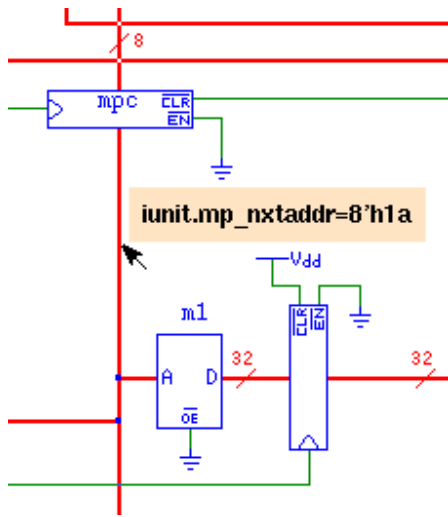 8
mpc
CLR
EN
iunit.mp_nxtaddr=8'h1a
Vdd
CLR
EN
m1
32
32
A
D
OE